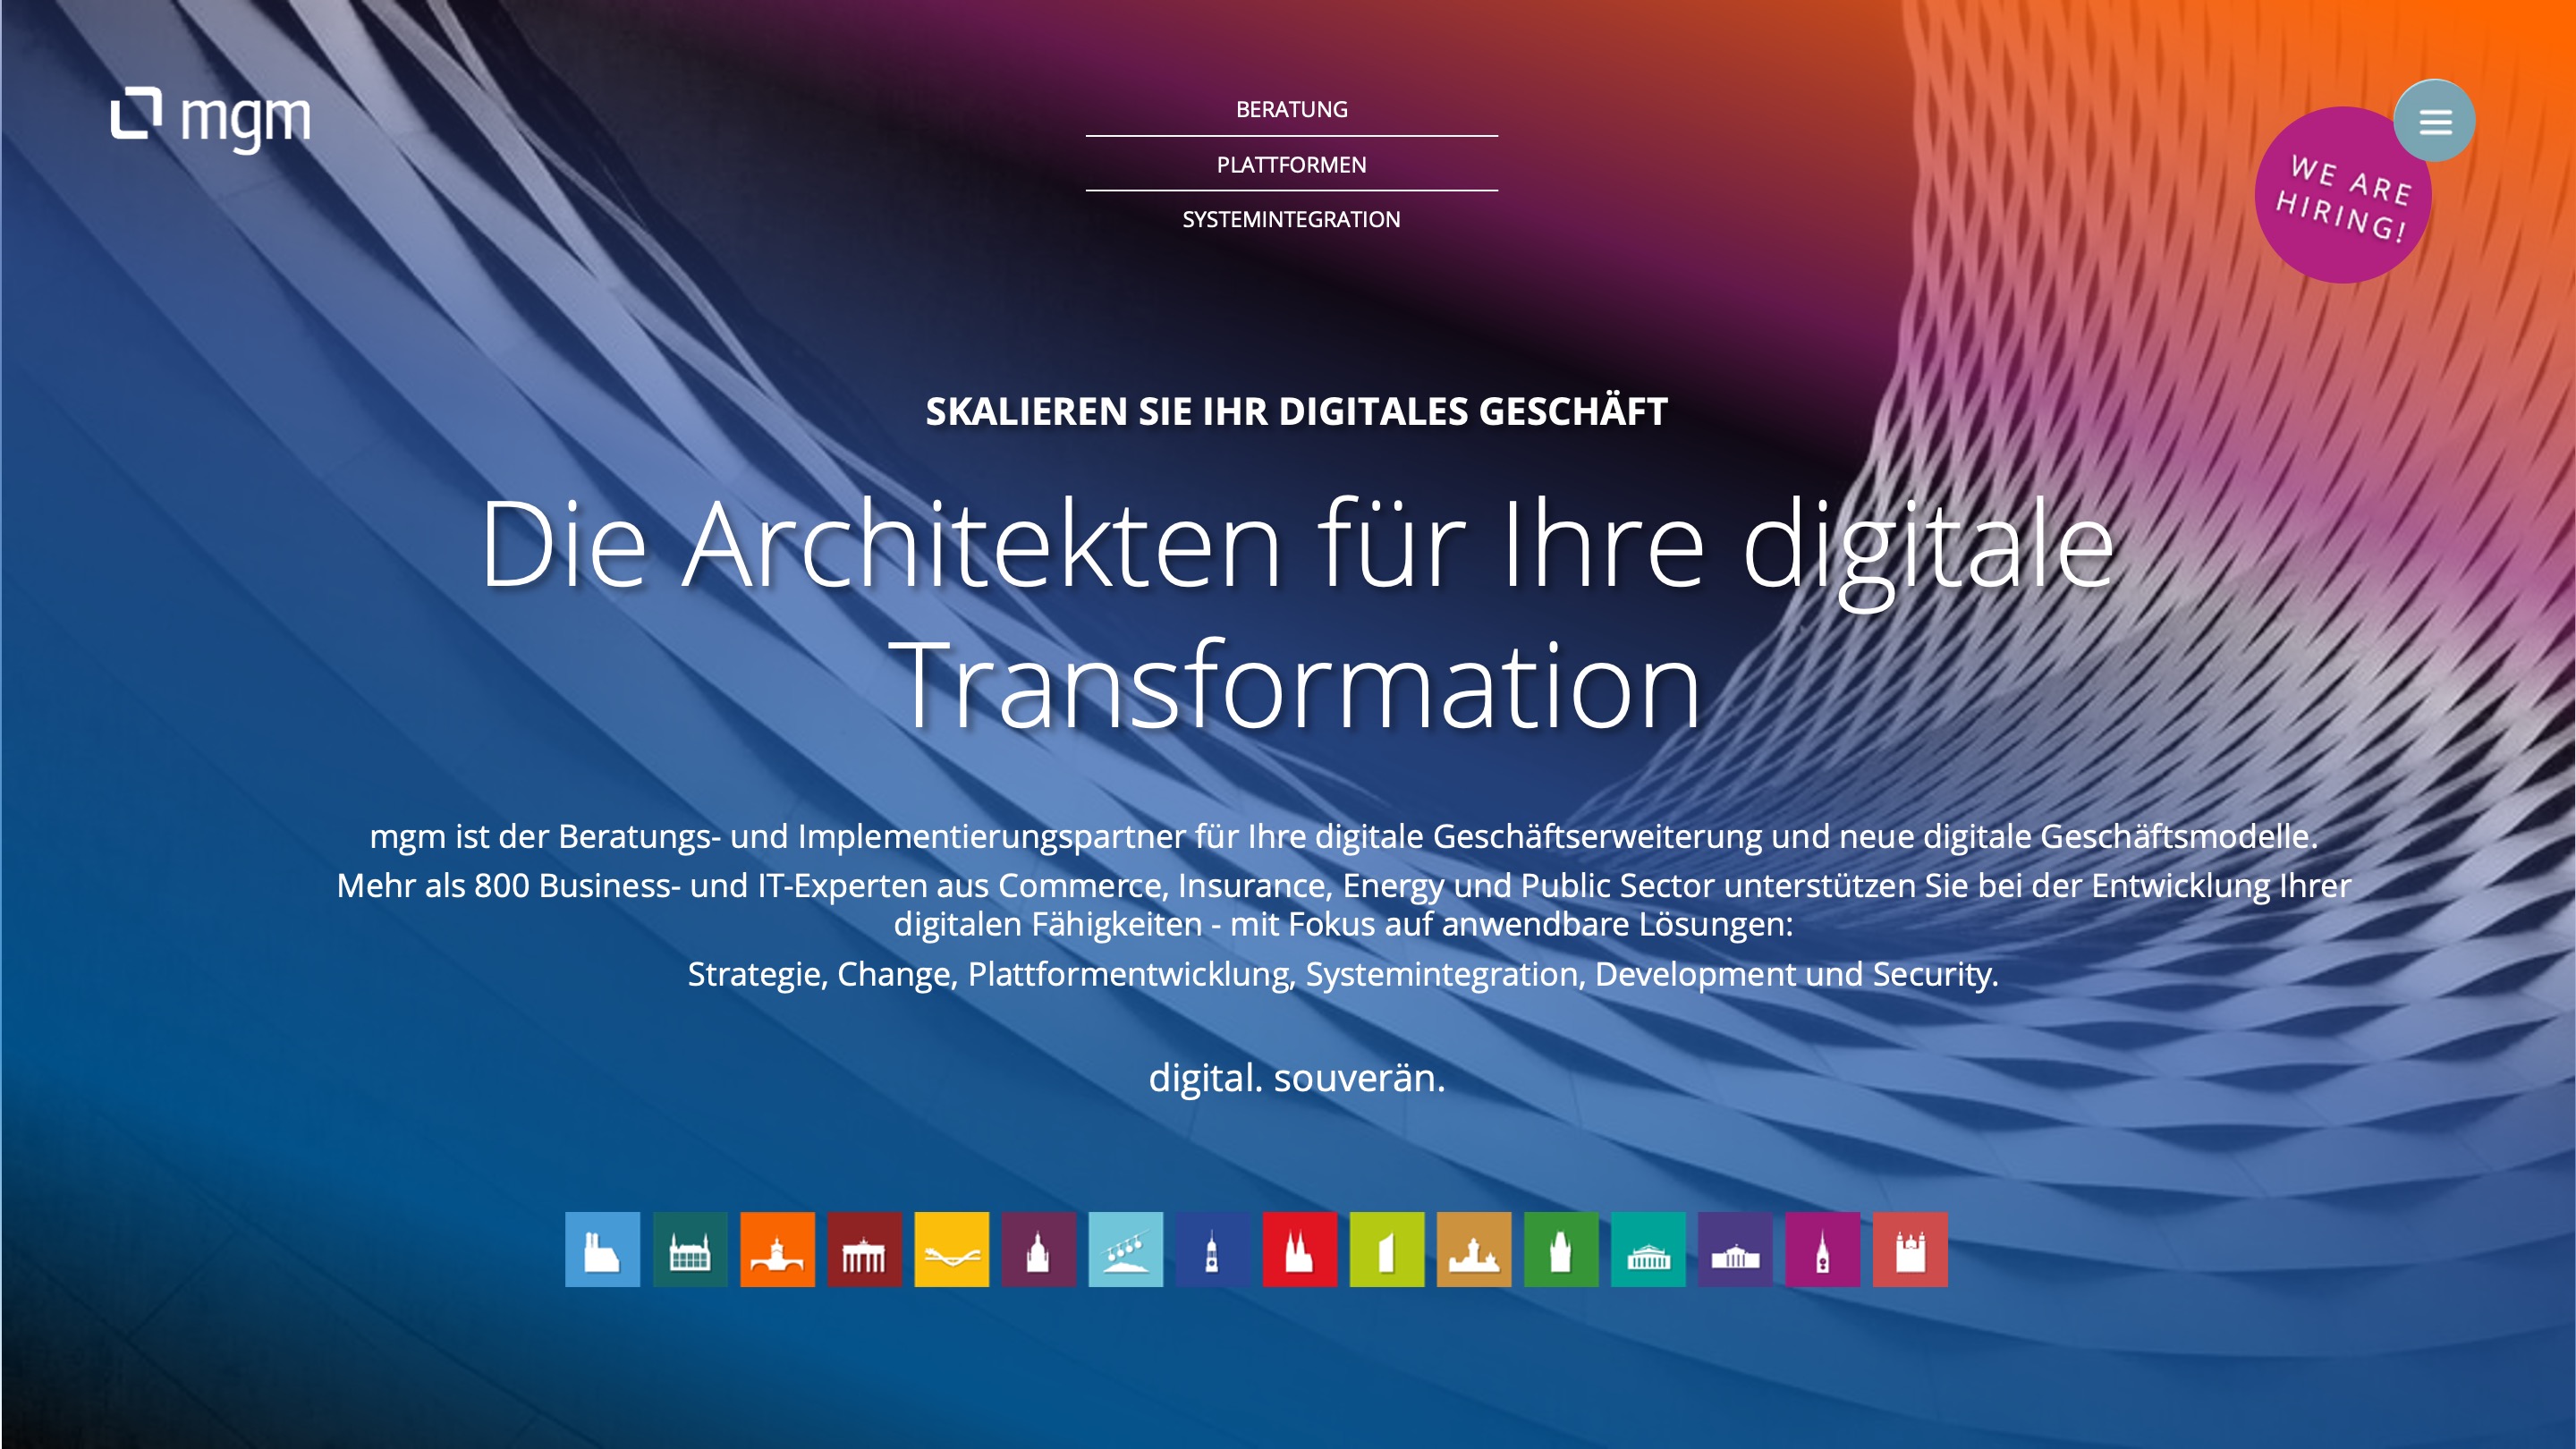 mgm
BERATUNG
PLATTFORMEN
SYSTEMINTEGRATION
WE ARE
HIRING!
SKALIEREN SIE IHR DIGITALES GESCHÄFT
Die Architekten für Ihre digitale
Transformation
mgm ist der Beratungs- und Implementierungspartner für Ihre digitale Geschäftserweiterung und neue digitale Geschäftsmodelle.
Mehr als 800 Business- und IT-Experten aus Commerce, Insurance, Energy und Public Sector unterstützen Sie bei der Entwicklung Ihrer
digitalen Fähigkeiten - mit Fokus auf anwendbare Lösungen:
Strategie, Change, Plattformentwicklung, Systemintegration, Development und Security.
digital. souverän.